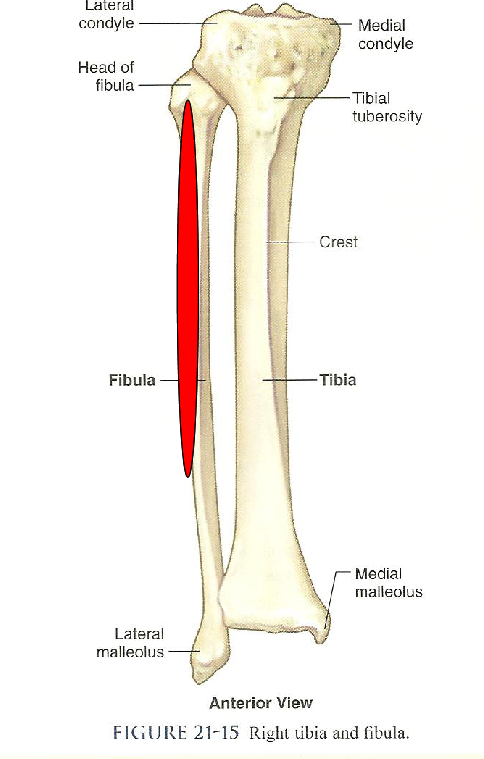 Lateral
condyle
Medial
condyle
Head of
fibula
Tibial
tuberosity
Crest
Fibula
Tibia
Medial
malleolus
Lateral
malleolus
Anterior View
FIGURE 21-15 Right tibia and fibula.